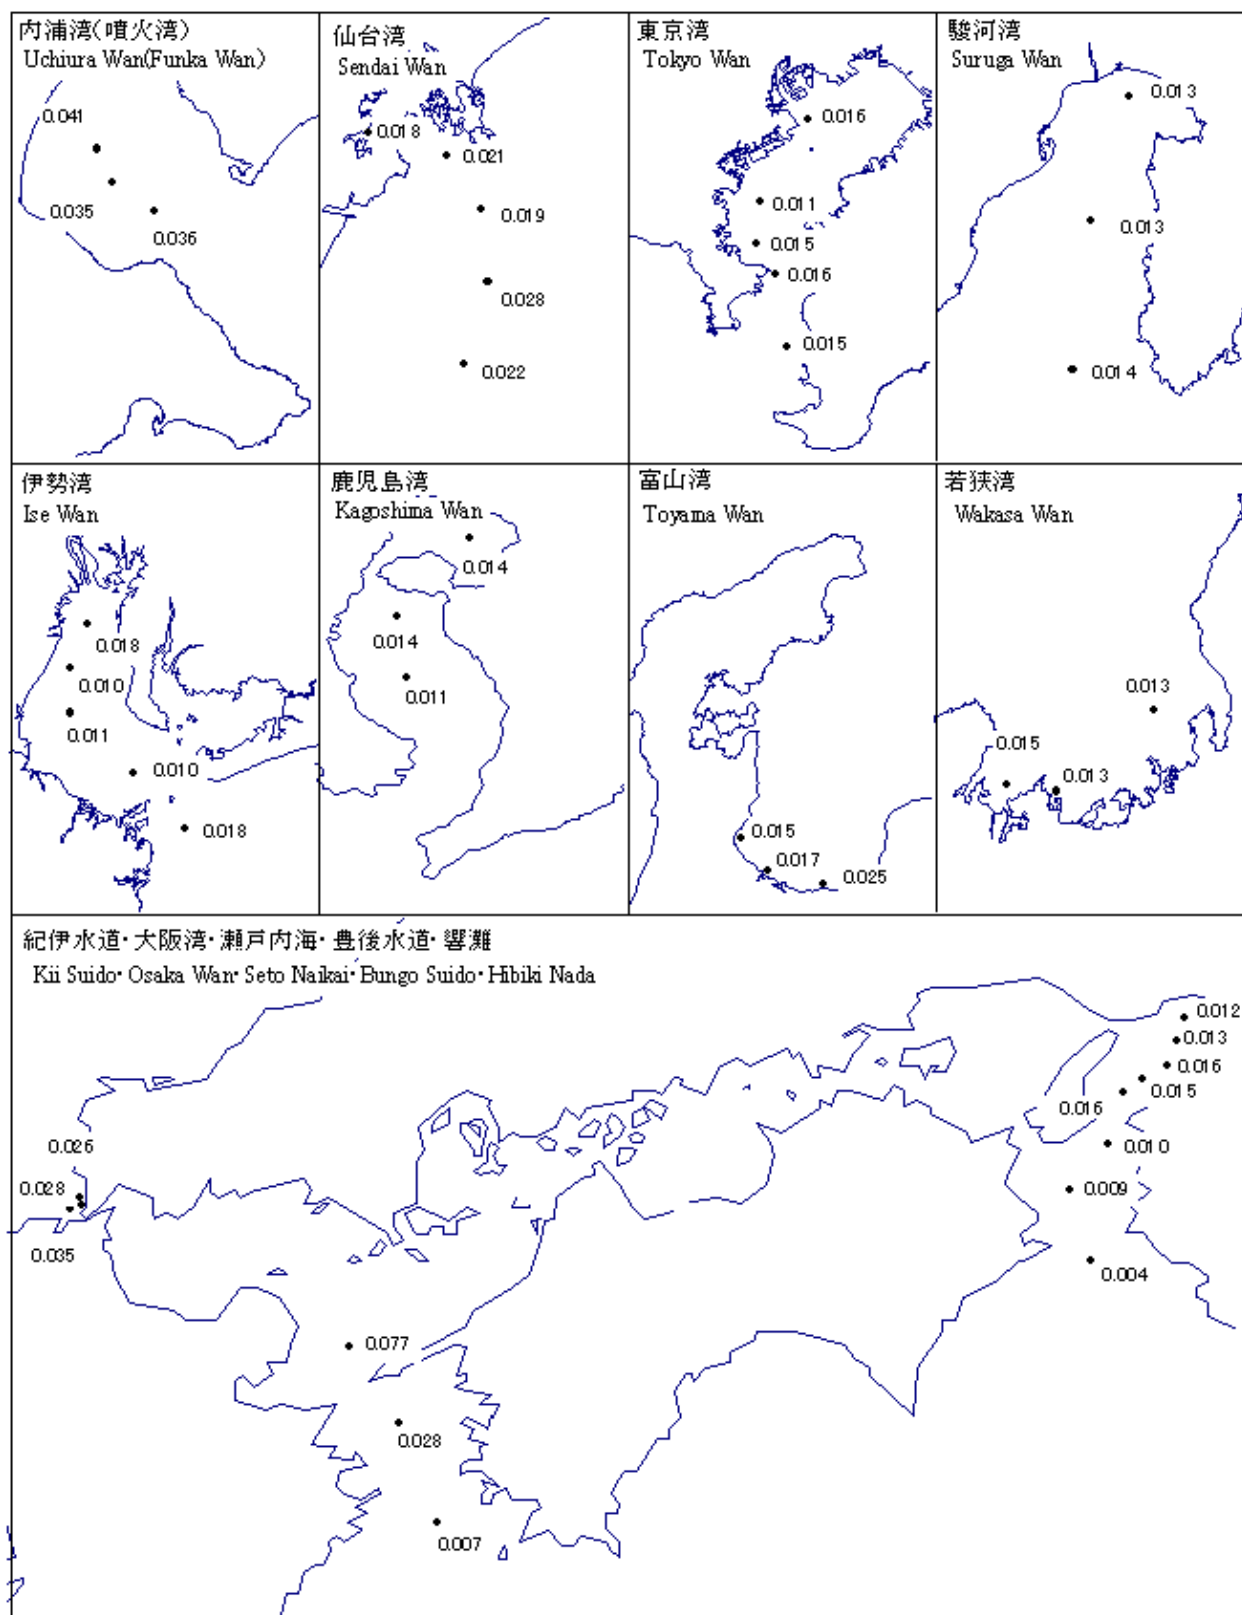 内浦湾(噴火湾)
Uchiura Wan(Funka Wan)
0.041
0.035
0.036
仙台湾
Sendai Wan
0.018
0.021
0.019
0.028
0.022
東京湾
Tokyo Wan
0.016
0.011
0.015
0.016
0.015
駿河湾
Suruga Wan
0.013
0.013
0.014
伊勢湾
Ise Wan
0.018
0.010
0.011
0.010
0.018
鹿児島湾
Kagoshima Wan
0.014
0.014
0.011
富山湾
Toyama Wan
0.015
0.017
0.025
若狭湾
Wakasa Wan
0.013
0.015
0.013
紀伊水道・大阪湾・瀬戸内海・豊後水道・響灘
Kii Suido・Osaka Wan・Seto Naikai・Bungo Suido・Hibiki Nada
0.012
0.013
0.016
0.015
0.016
0.010
0.009
0.004
0.026
0.028
0.035
0.077
0.028
0.007